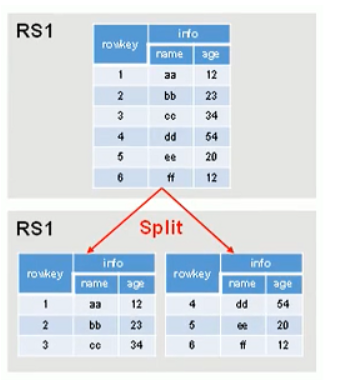 RS1
rowkey info
name age
1 aa 12
2 bb 23
3 cc 34
4 dd 54
5 ee 20
6 ff 12
RS1
Split
rowkey info
name age
1 aa 12
2 bb 23
3 cc 34
rowkey info
name age
4 dd 54
5 ee 20
6 ff 12